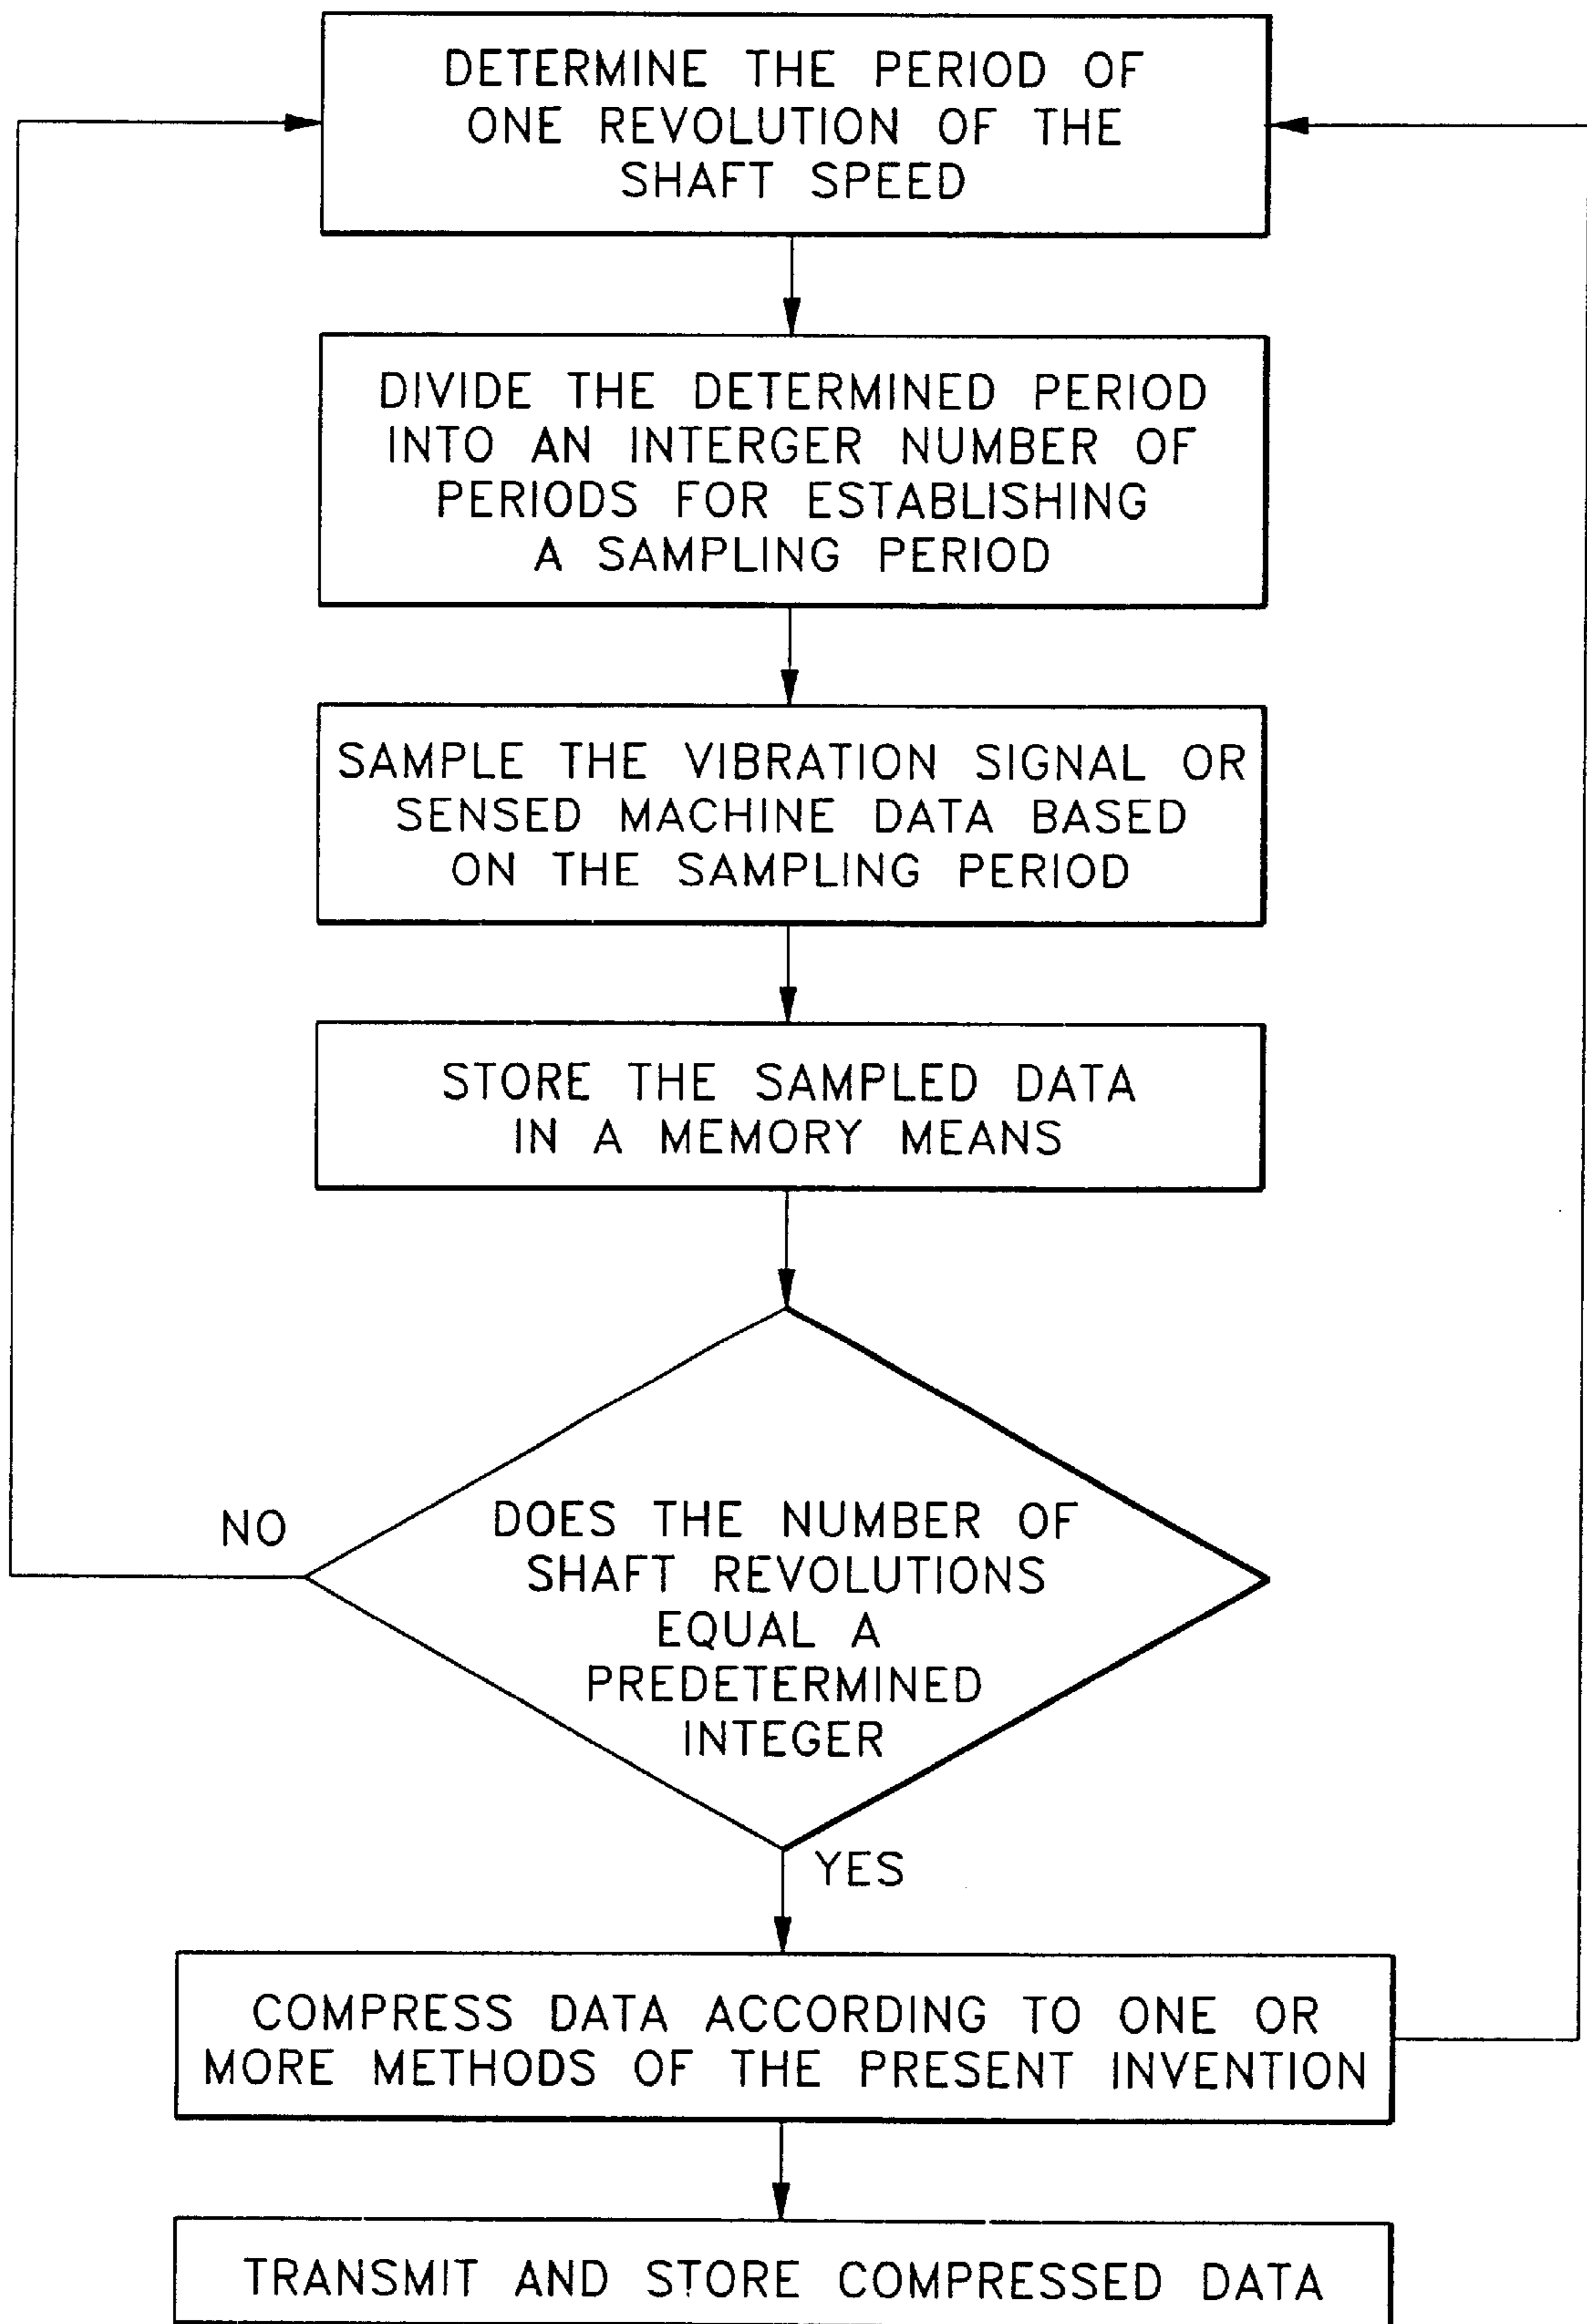 DETERMINE THE PERIOD OF
ONE REVOLUTION OF THE
SHAFT SPEED
DIVIDE THE DETERMINED PERIOD
INTO AN INTERGER NUMBER OF
PERIODS FOR ESTABLISHING
A SAMPLING PERIOD
SAMPLE THE VIBRATION SIGNAL OR
SENSED MACHINE DATA BASED
ON THE SAMPLING PERIOD
STORE THE SAMPLED DATA
IN A MEMORY MEANS
NO
DOES THE NUMBER OF
SHAFT REVOLUTIONS
EQUAL A
PREDETERMINED
INTEGER
YES
COMPRESS DATA ACCORDING TO ONE OR
MORE METHODS OF THE PRESENT INVENTION
TRANSMIT AND STORE COMPRESSED DATA